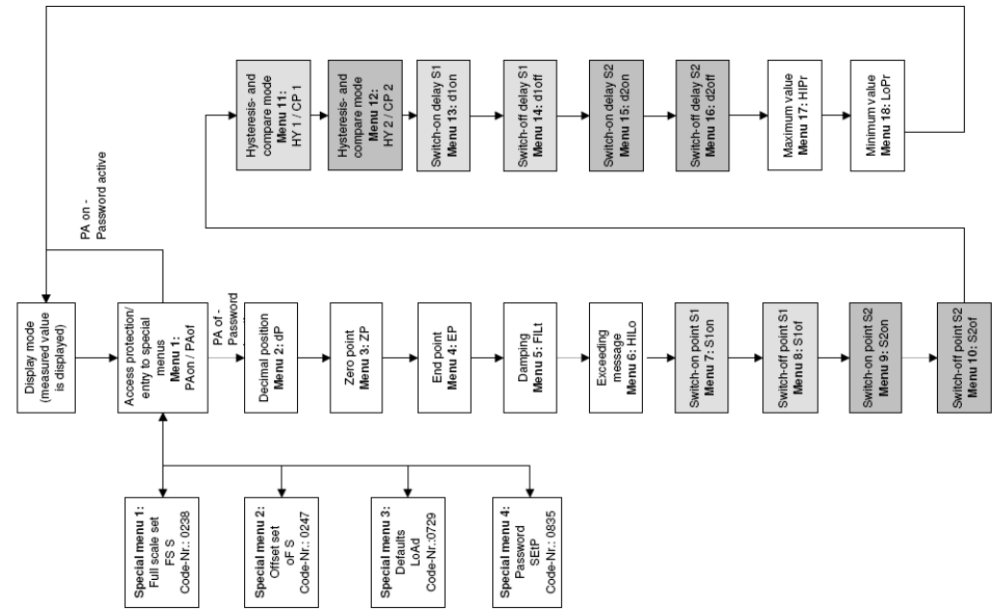 Display mode
(measured value
is displayed)
PA on -
Password active
Access protection/
entry to special
menus
Menu 1:
PAon / PAof
PA of -
Password
Decimal position
Menu 2: dP
Zero point
Menu 3: ZP
End point
Menu 4: EP
Damping
Menu 5: FILt
Exceeding
message
Menu 6: HILo
Switch-on point S1
Menu 7: S1on
Switch-off point S1
Menu 8: S1of
Switch-on point S2
Menu 9: S2on
Switch-off point S2
Menu 10: S2of
Hysteresis- and
compare mode
Menu 11:
HY 1 / CP 1
Hysteresis- and
compare mode
Menu 12:
HY 2 / CP 2
Switch-on delay S1
Menu 13: d1on
Switch-off delay S1
Menu 14: d1off
Switch-on delay S2
Menu 15: d2on
Switch-off delay S2
Menu 16: d2off
Maximum value
Menu 17: HIPr
Minimum value
Menu 18: LoPr
Special menu 1:
Full scale set
FS S
Code-Nr.: 0238
Special menu 2:
Offset set
oF S
Code-Nr.: 0247
Special menu 3:
Defaults
LoAd
Code-Nr.:0729
Special menu 4:
Password
SEtP
Code-Nr.: 0835